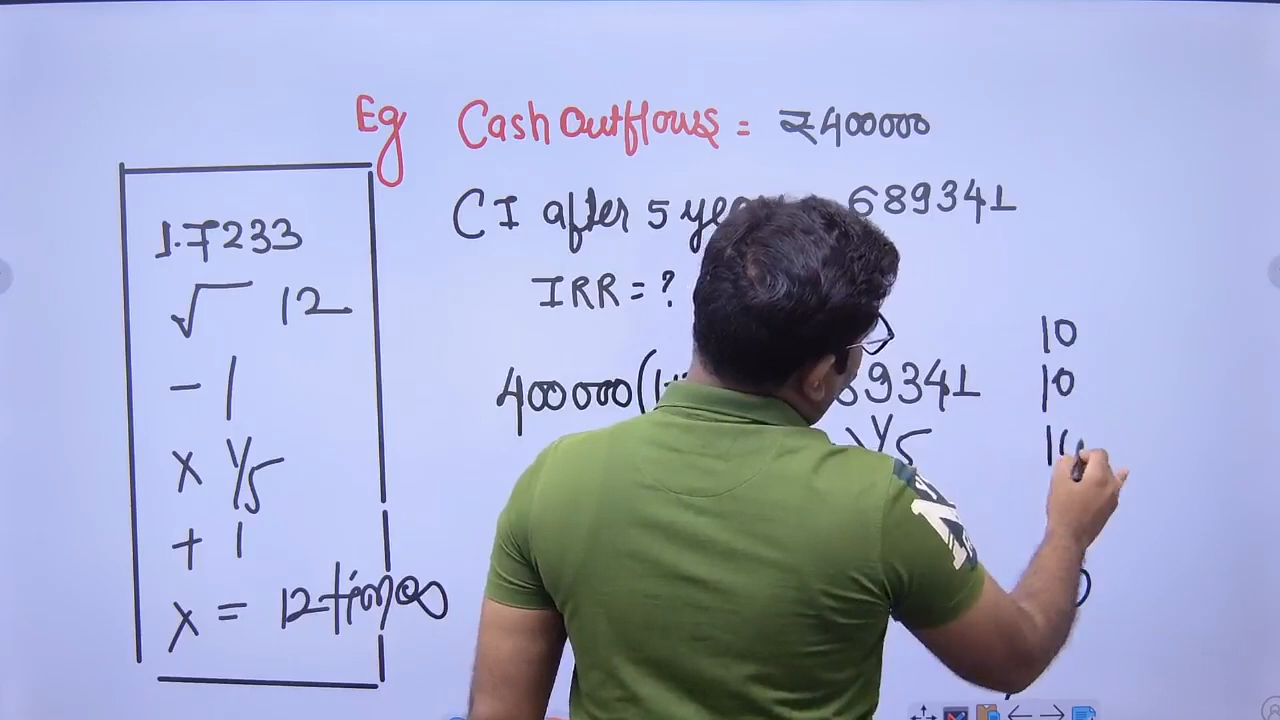 Eg Cash Outflows = ₹400000
CI after 5 689341
IRR = ?
400000(1+ 89341
1/5
10
10
10
1.7233
√ 12
- 1
x 1/5
+ 1
x = 12 times